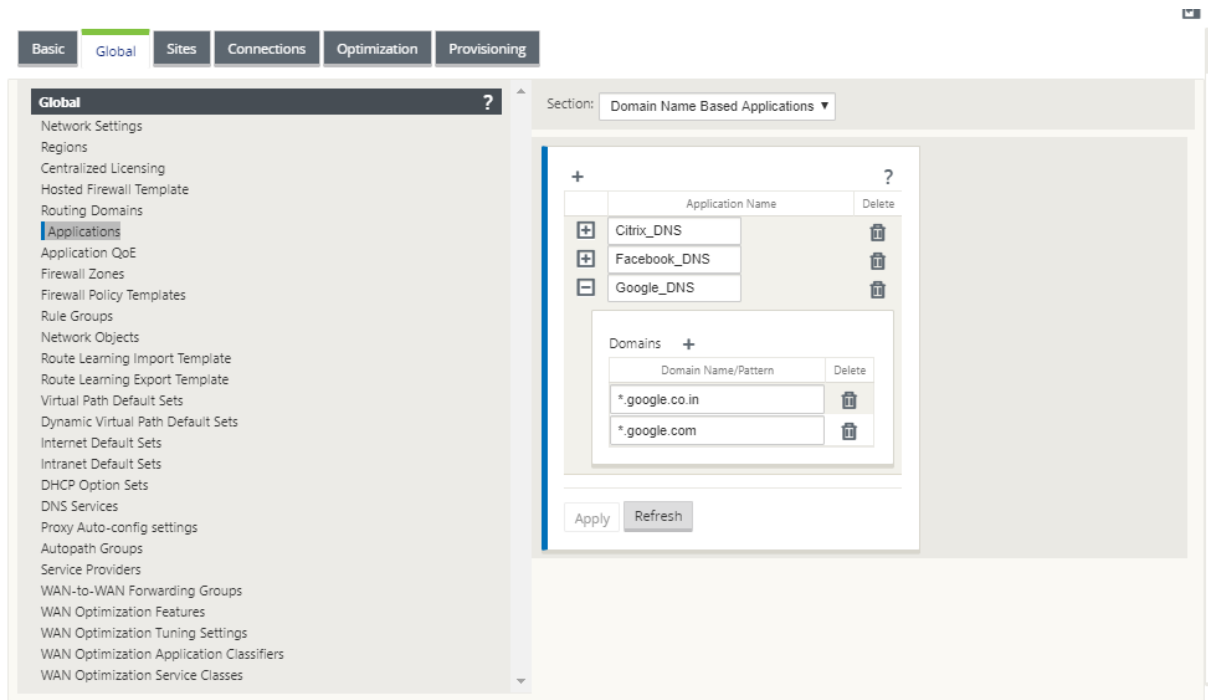 Basic Global Sites Connections Optimization Provisioning
Global ?
Network Settings
Regions
Centralized Licensing
Hosted Firewall Template
Routing Domains
Applications
Application QoE
Firewall Zones
Firewall Policy Templates
Rule Groups
Network Objects
Route Learning Import Template
Route Learning Export Template
Virtual Path Default Sets
Dynamic Virtual Path Default Sets
Internet Default Sets
Intranet Default Sets
DHCP Option Sets
DNS Services
Proxy Auto-config settings
Autopath Groups
Service Providers
WAN-to-WAN Forwarding Groups
WAN Optimization Features
WAN Optimization Tuning Settings
WAN Optimization Application Classifiers
WAN Optimization Service Classes
Section: Domain Name Based Applications ▼
+ ?
Application Name Delete
Citrix_DNS
Facebook_DNS
Google_DNS
Domains +
Domain Name/Pattern Delete
*.google.co.in
*.google.com
Apply Refresh